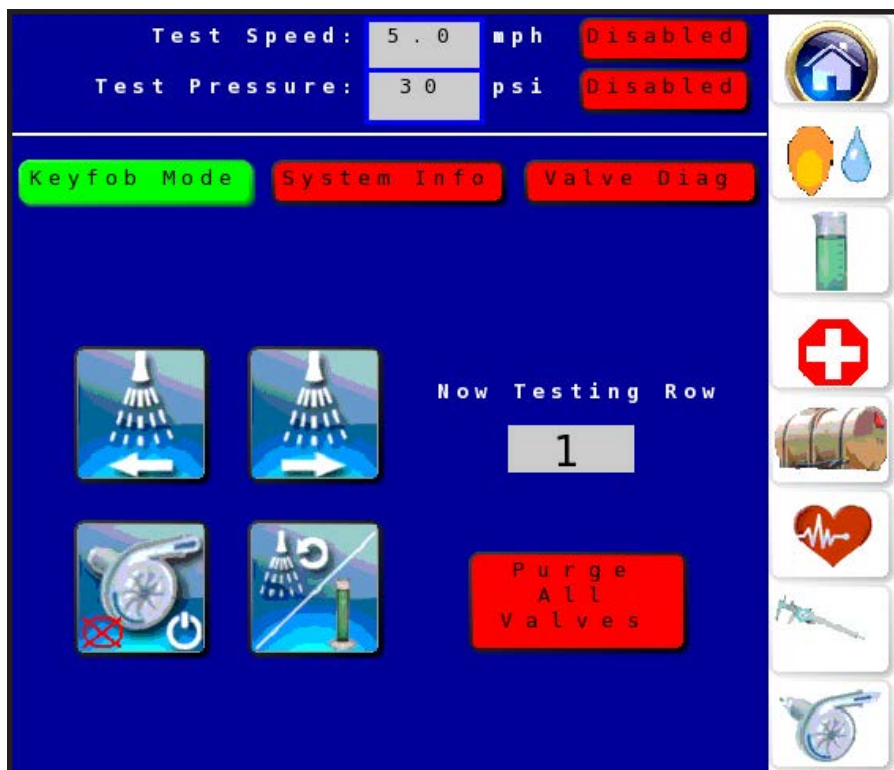 Test Speed: 5.0 mph Disabled
Test Pressure: 30 psi Disabled
Keyfob Mode System Info Valve Diag
Now Testing Row
1
Purge
All
Valves